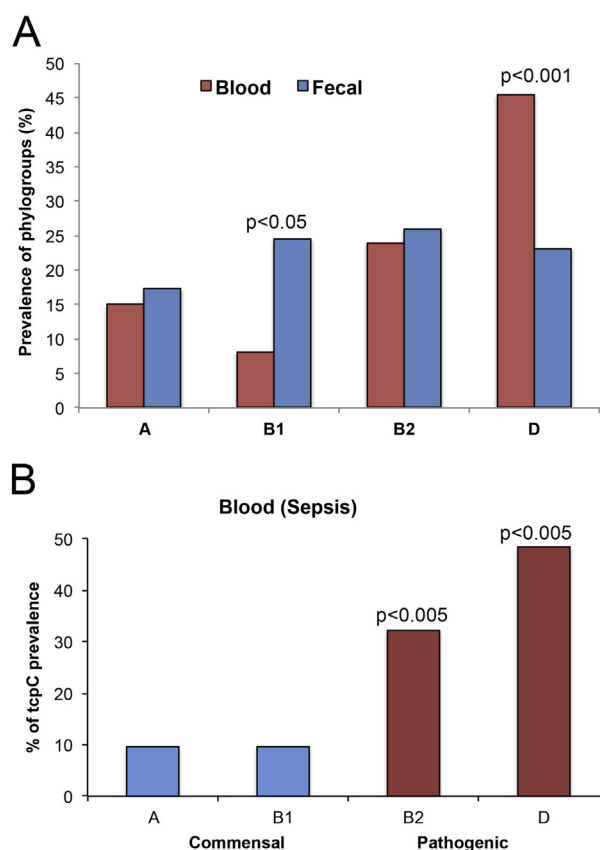 A
50
45
40
35
30
25
20
15
10
5
0
Prevalence of phylogroups (%)
Blood Fecal
p<0.05
p<0.001
A B1 B2 D
B
Blood (Sepsis)
50
40
30
20
10
0
% of tcpC prevalence
p<0.005
p<0.005
A B1 B2 D
Commensal Pathogenic